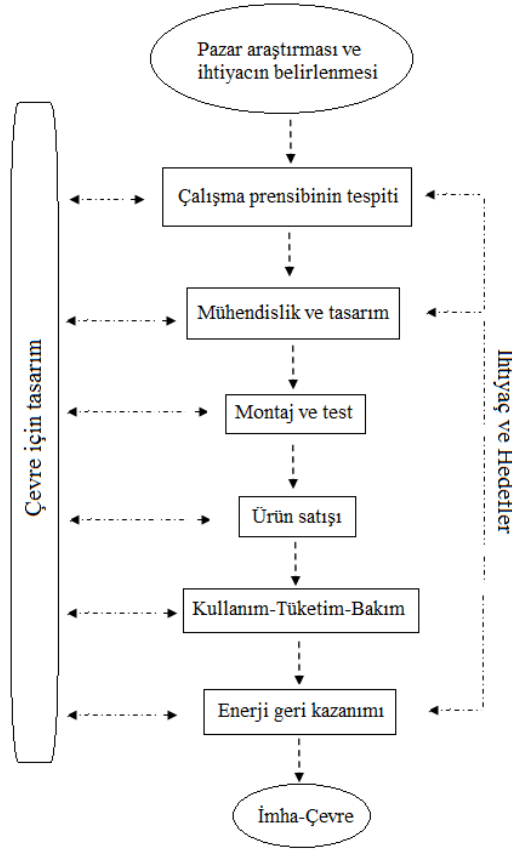 Pazar araştırması ve
ihtiyacın belirlenmesi
Çalışma prensibinin tespiti
Mühendislik ve tasarım
Montaj ve test
Ürün satışı
Kullanım-Tüketim-Bakım
Enerji geri kazanımı
İmha-Çevre
Çevre için tasarım
İhtiyaç ve Hedefler